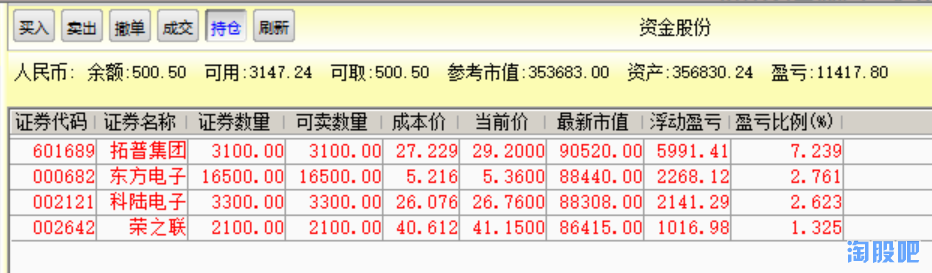 买入 卖出 撤单 成交 持仓 刷新 资金股份
人民币: 余额:500.50 可用:3147.24 可取:500.50 参考市值:353683.00 资产:356830.24 盈亏:11417.80
证券代码 证券名称 证券数量 可卖数量 成本价 当前价 最新市值 浮动盈亏 盈亏比例(%)
601689 拓普集团 3100.00 3100.00 27.229 29.2000 90520.00 5991.41 7.239
000682 东方电子 16500.00 16500.00 5.216 5.3600 88440.00 2268.12 2.761
002121 科陆电子 3300.00 3300.00 26.076 26.7600 88308.00 2141.29 2.623
002642 荣之联 2100.00 2100.00 40.612 41.1500 86415.00 1016.98 1.325
淘股吧